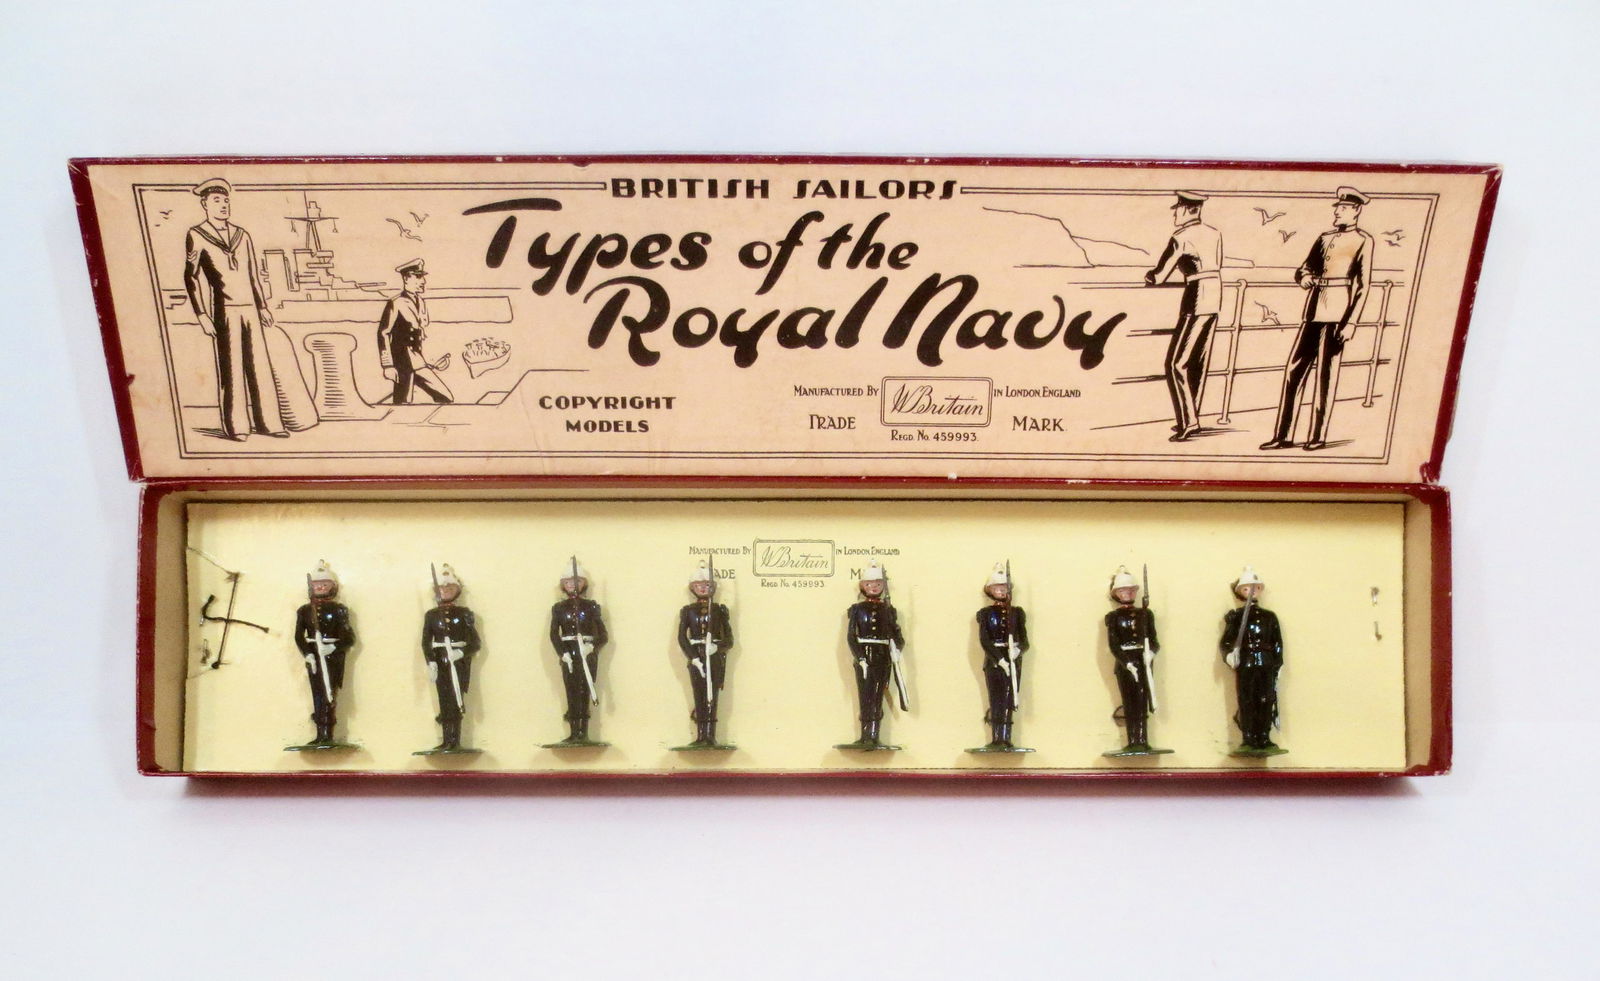 BRITISH SAILORS
Types of the
Royal Navy
COPYRIGHT
MODELS
MANUFACTURED BY W Britain IN LONDON ENGLAND
TRADE MARK
REGD. No. 459993.
MANUFACTURED BY W Britain IN LONDON ENGLAND
REGD. No. 459993.